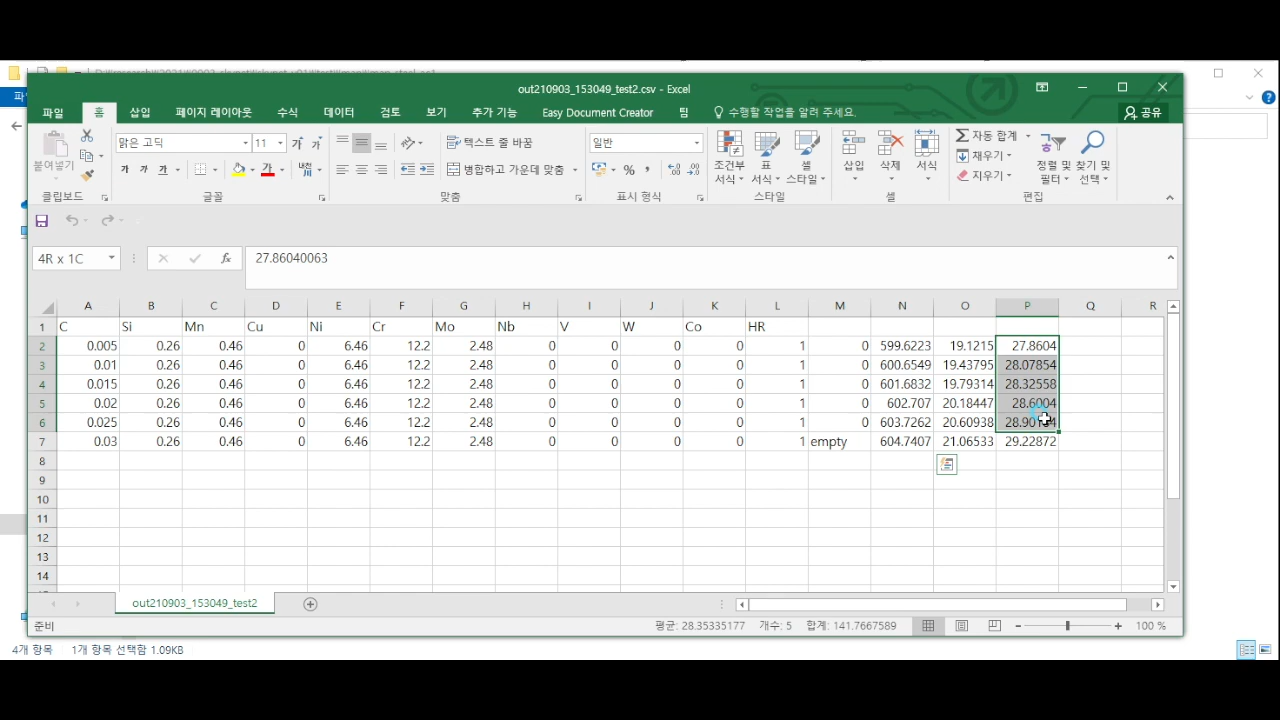 out210903_153049_test2.csv - Excel
파일 홈 삽입 페이지 레이아웃 수식 데이터 검토 보기 추가 기능 Easy Document Creator 팀 수행할 작업을 알려 주세요. 공유
맑은 고딕 11 텍스트 줄 바꿈 일반 자동 합계
붙여넣기 가 가 가 병합하고 가운데 맞춤 조건부 서식 표 서식 셀 스타일 삽입 삭제 서식 채우기 지우기 정렬 및 필터 찾기 및 선택
클립보드 글꼴 맞춤 표시 형식 스타일 셀 편집
4R x 1C fx 27.86040063
A B C D E F G H I J K L M N O P Q R
1 C Si Mn Cu Ni Cr Mo Nb V W Co HR
2 0.005 0.26 0.46 0 6.46 12.2 2.48 0 0 0 0 1 0 599.6223 19.1215 27.8604
3 0.01 0.26 0.46 0 6.46 12.2 2.48 0 0 0 0 1 0 600.6549 19.43795 28.07854
4 0.015 0.26 0.46 0 6.46 12.2 2.48 0 0 0 0 1 0 601.6832 19.79314 28.32558
5 0.02 0.26 0.46 0 6.46 12.2 2.48 0 0 0 0 1 0 602.707 20.18447 28.6004
6 0.025 0.26 0.46 0 6.46 12.2 2.48 0 0 0 0 1 0 603.7262 20.60938
7 0.03 0.26 0.46 0 6.46 12.2 2.48 0 0 0 0 1 empty 604.7407 21.06533 29.22872
8
9
10
11
12
13
14
out210903_153049_test2
준비 평균: 28.35335177 개수: 5 합계: 141.7667589 100 %
4개 항목 1개 항목 선택함 1.09KB